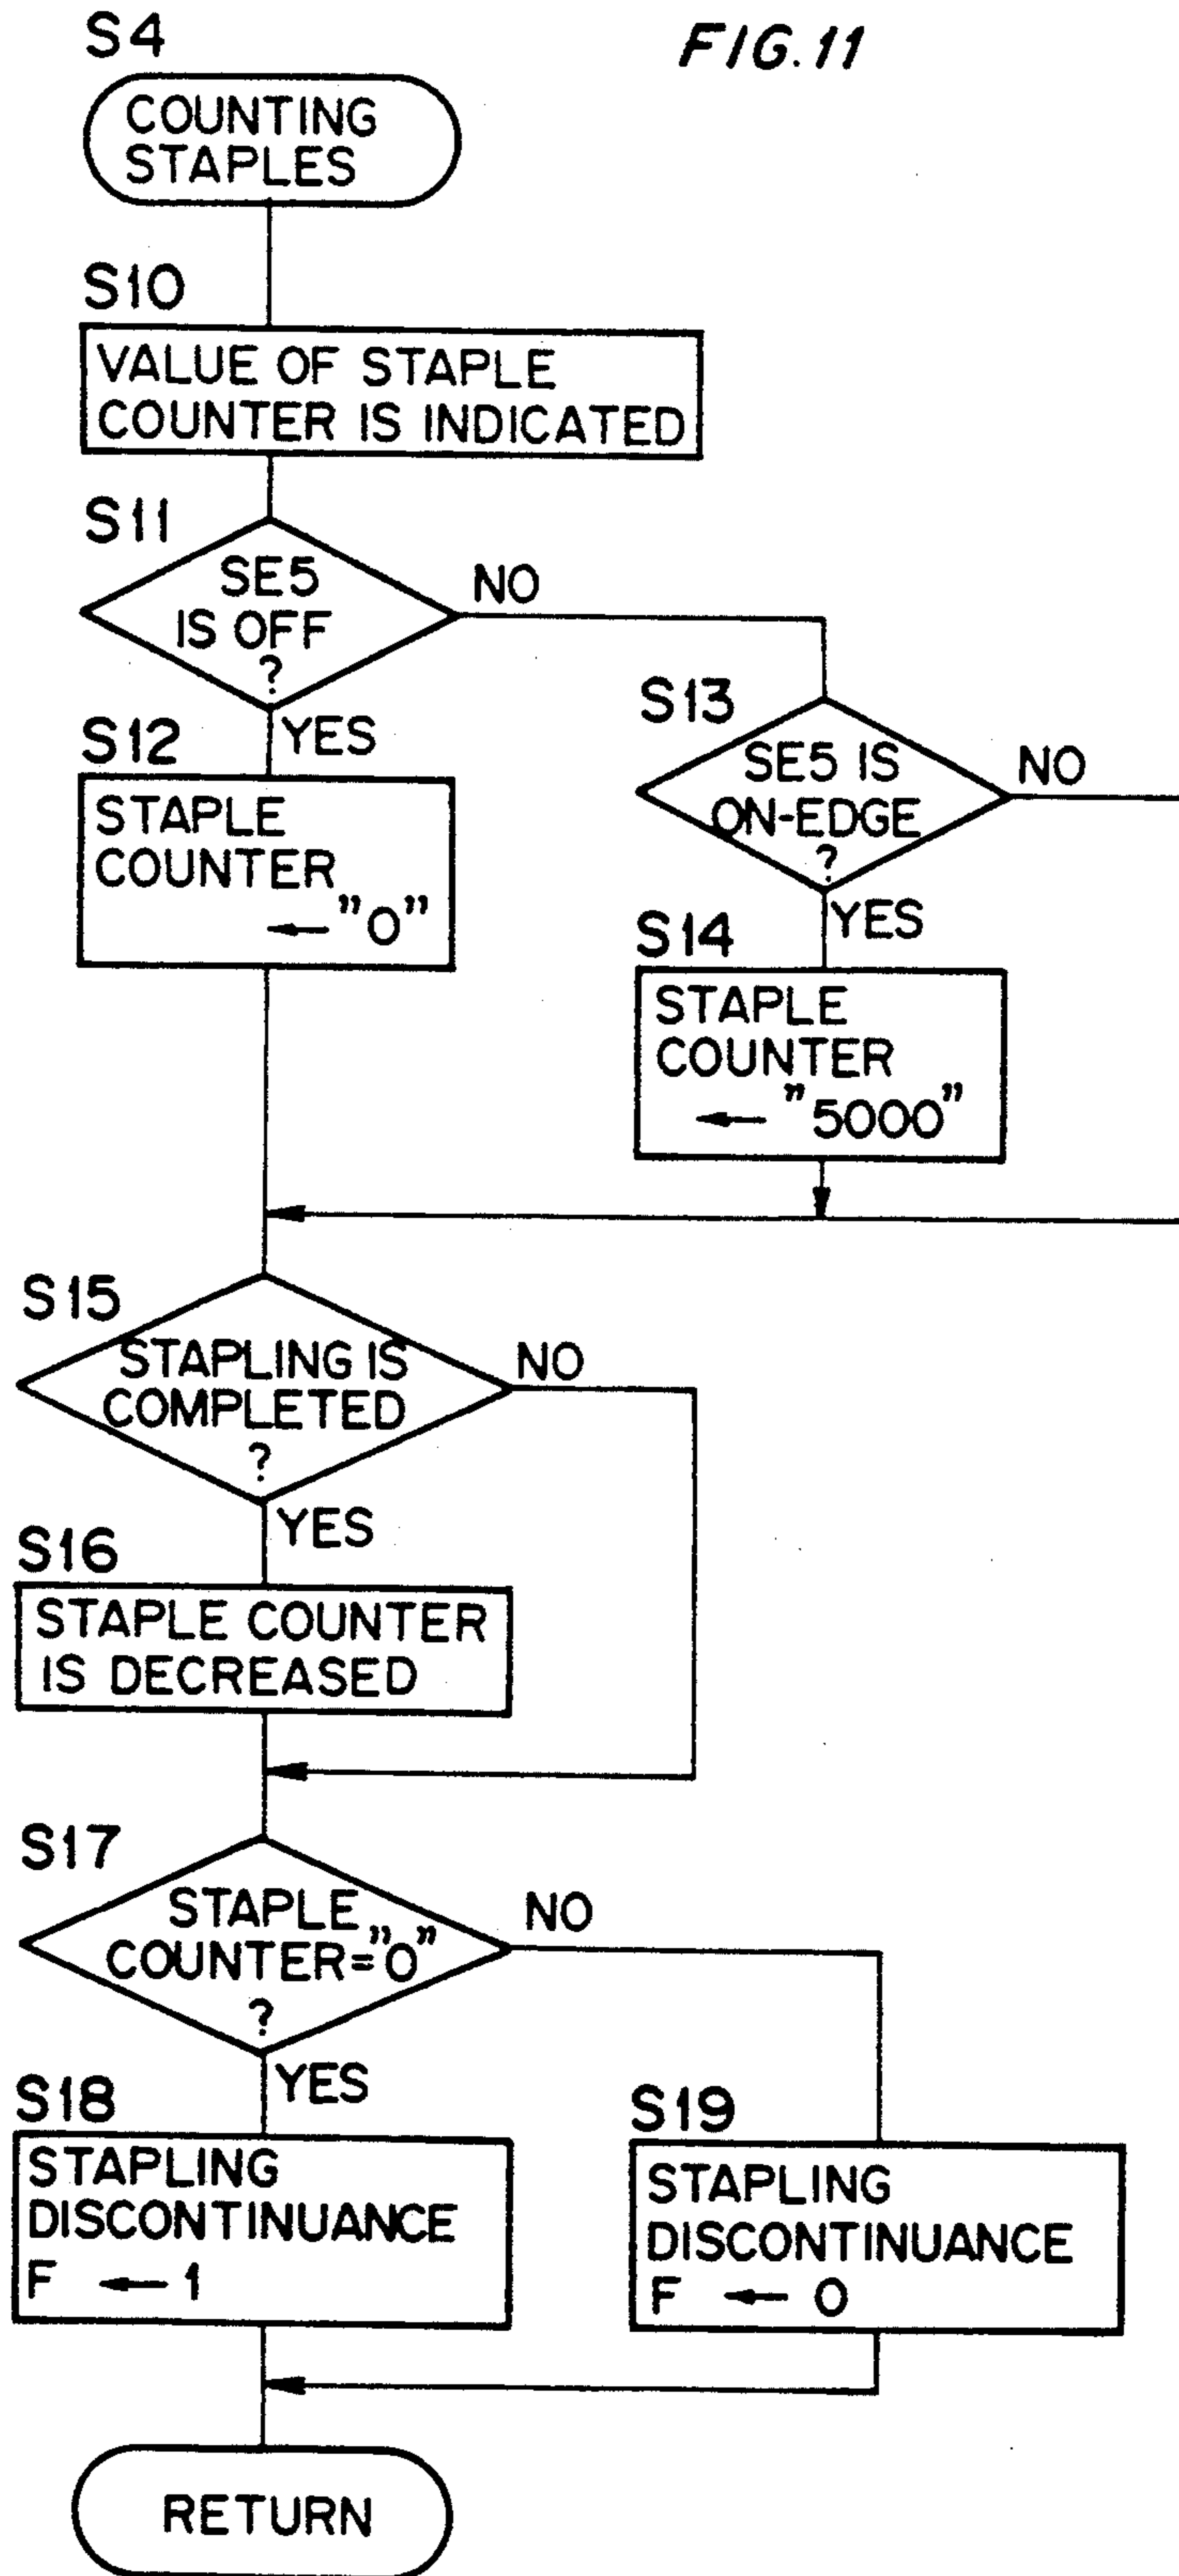 FIG.11
S4
COUNTING
STAPLES
S10
VALUE OF STAPLE
COUNTER IS INDICATED
S11
SE5
IS OFF
?
NO
YES
S12
STAPLE
COUNTER
← "0"
S13
SE5 IS
ON-EDGE
?
NO
YES
S14
STAPLE
COUNTER
← "5000"
S15
STAPLING IS
COMPLETED
?
NO
YES
S16
STAPLE COUNTER
IS DECREASED
S17
STAPLE
COUNTER="0"
?
NO
YES
S18
STAPLING
DISCONTINUANCE
F ← 1
S19
STAPLING
DISCONTINUANCE
F ← 0
RETURN